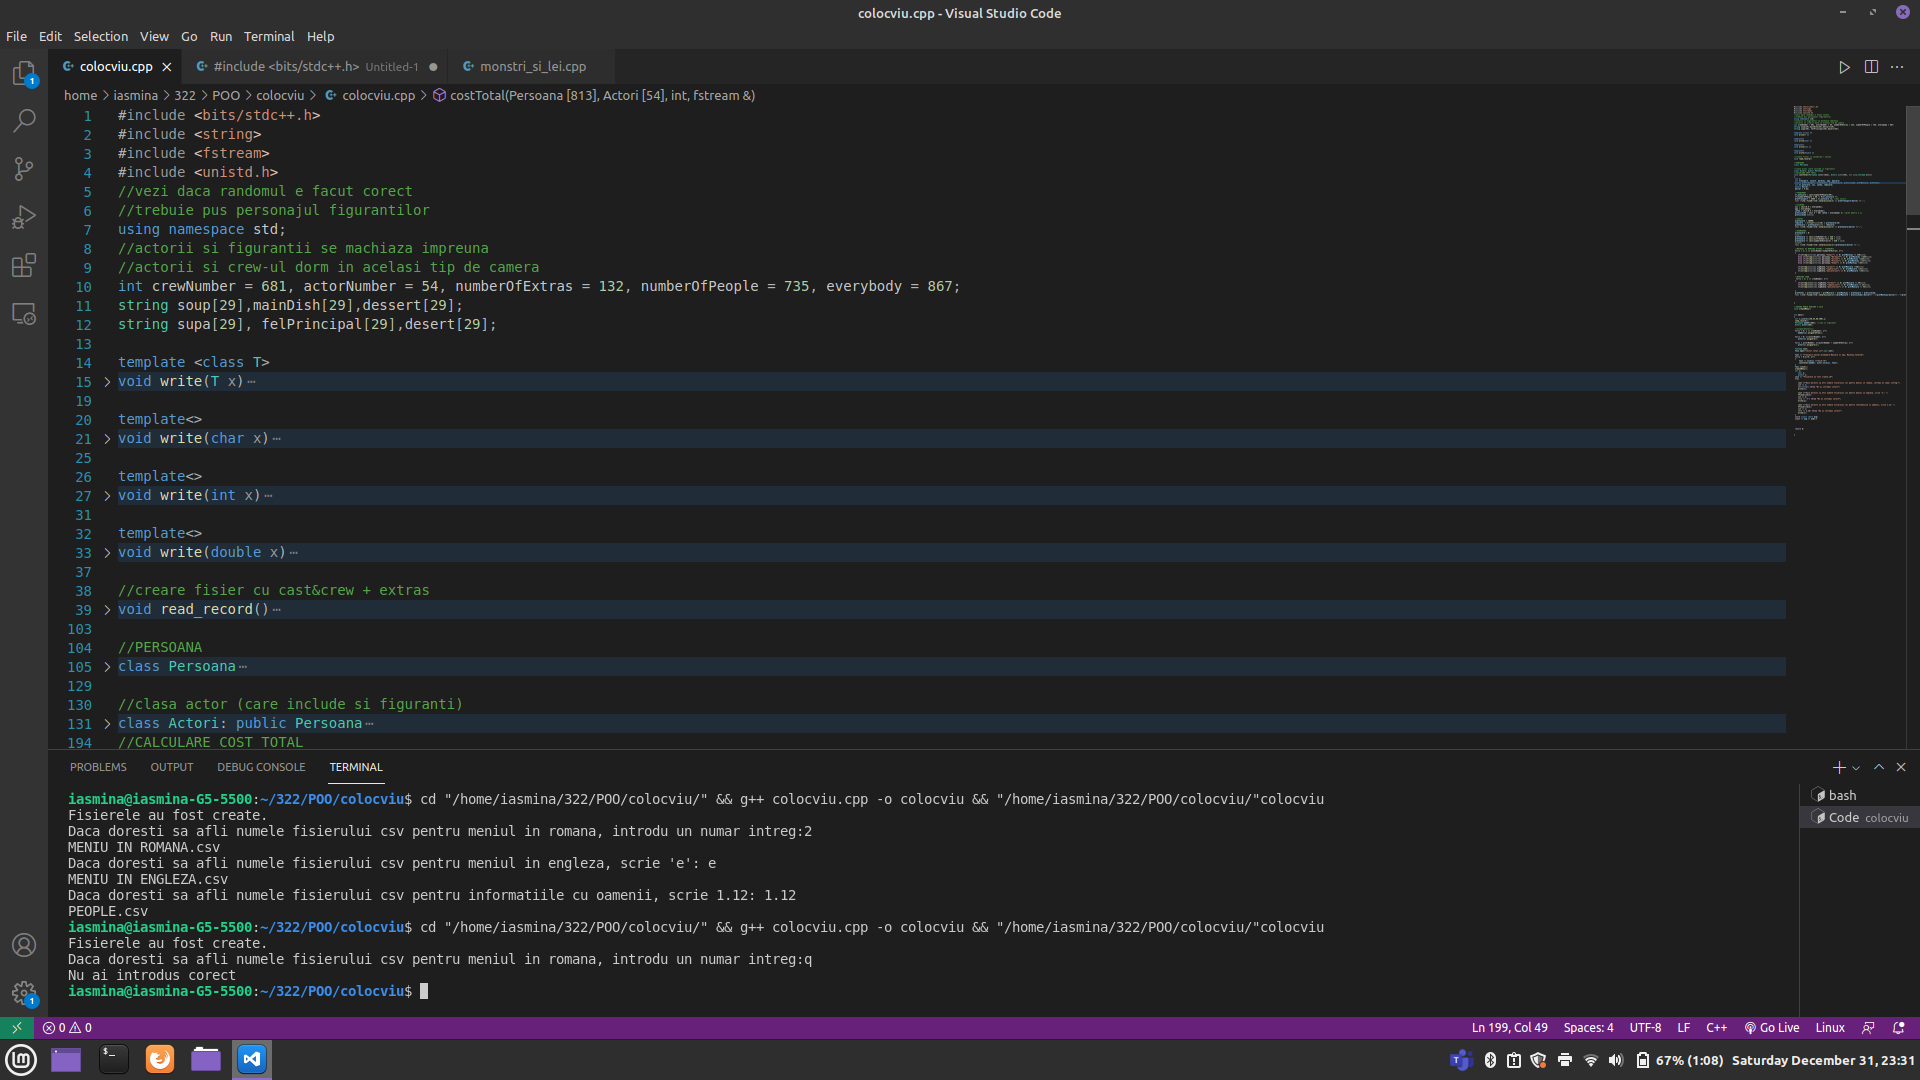 colocviu.cpp - Visual Studio Code
File Edit Selection View Go Run Terminal Help
colocviu.cpp #include <bits/stdc++.h> Untitled-1 monstri_si_lei.cpp
home > iasmina > 322 > POO > colocviu > colocviu.cpp > costTotal(Persoana [813], Actori [54], int, fstream &)
1 #include <bits/stdc++.h>
2 #include <string>
3 #include <fstream>
4 #include <unistd.h>
5 //vezi daca randomul e facut corect
6 //trebuie pus personajul figurantilor
7 using namespace std;
8 //actorii si figurantii se machiaza impreuna
9 //actorii si crew-ul dorm in acelasi tip de camera
10 int crewNumber = 681, actorNumber = 54, numberOfExtras = 132, numberOfPeople = 735, everybody = 867;
11 string soup[29],mainDish[29],dessert[29];
12 string supa[29], felPrincipal[29],desert[29];
13
14 template <class T>
15 void write(T x)⋯
19
20 template<>
21 void write(char x)⋯
25
26 template<>
27 void write(int x)⋯
31
32 template<>
33 void write(double x)⋯
37
38 //creare fisier cu cast&crew + extras
39 void read_record()⋯
103
104 //PERSOANA
105 class Persoana⋯
129
130 //clasa actor (care include si figuranti)
131 class Actori: public Persoana⋯
194 //CALCULARE COST TOTAL
PROBLEMS OUTPUT DEBUG CONSOLE TERMINAL
iasmina@iasmina-G5-5500:~/322/POO/colocviu$ cd "/home/iasmina/322/POO/colocviu/" && g++ colocviu.cpp -o colocviu && "/home/iasmina/322/POO/colocviu/"colocviu
Fisierele au fost create.
Daca doresti sa afli numele fisierului csv pentru meniul in romana, introdu un numar intreg:2
MENIU IN ROMANA.csv
Daca doresti sa afli numele fisierului csv pentru meniul in engleza, scrie 'e': e
MENIU IN ENGLEZA.csv
Daca doresti sa afli numele fisierului csv pentru informatiile cu oamenii, scrie 1.12: 1.12
PEOPLE.csv
iasmina@iasmina-G5-5500:~/322/POO/colocviu$ cd "/home/iasmina/322/POO/colocviu/" && g++ colocviu.cpp -o colocviu && "/home/iasmina/322/POO/colocviu/"colocviu
Fisierele au fost create.
Daca doresti sa afli numele fisierului csv pentru meniul in romana, introdu un numar intreg:q
Nu ai introdus corect
iasmina@iasmina-G5-5500:~/322/POO/colocviu$
bash
Code colocviu
0 0 Ln 199, Col 49 Spaces: 4 UTF-8 LF C++ Go Live Linux
67% (1:08) Saturday December 31, 23:31